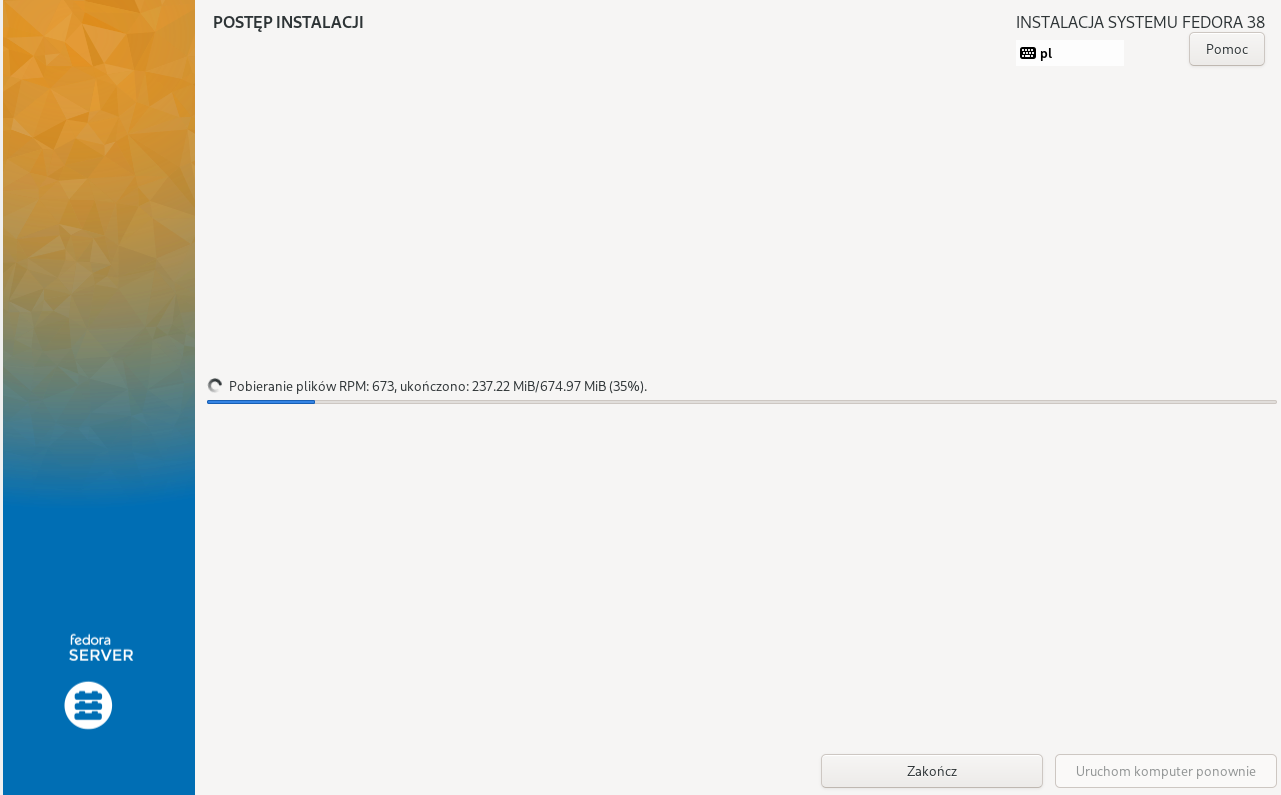 POSTĘP INSTALACJI
INSTALACJA SYSTEMU FEDORA 38
pl
Pomoc
Pobieranie plików RPM: 673, ukończono: 237.22 MiB/674.97 MiB (35%).
fedora
SERVER
Zakończ
Uruchom komputer ponownie